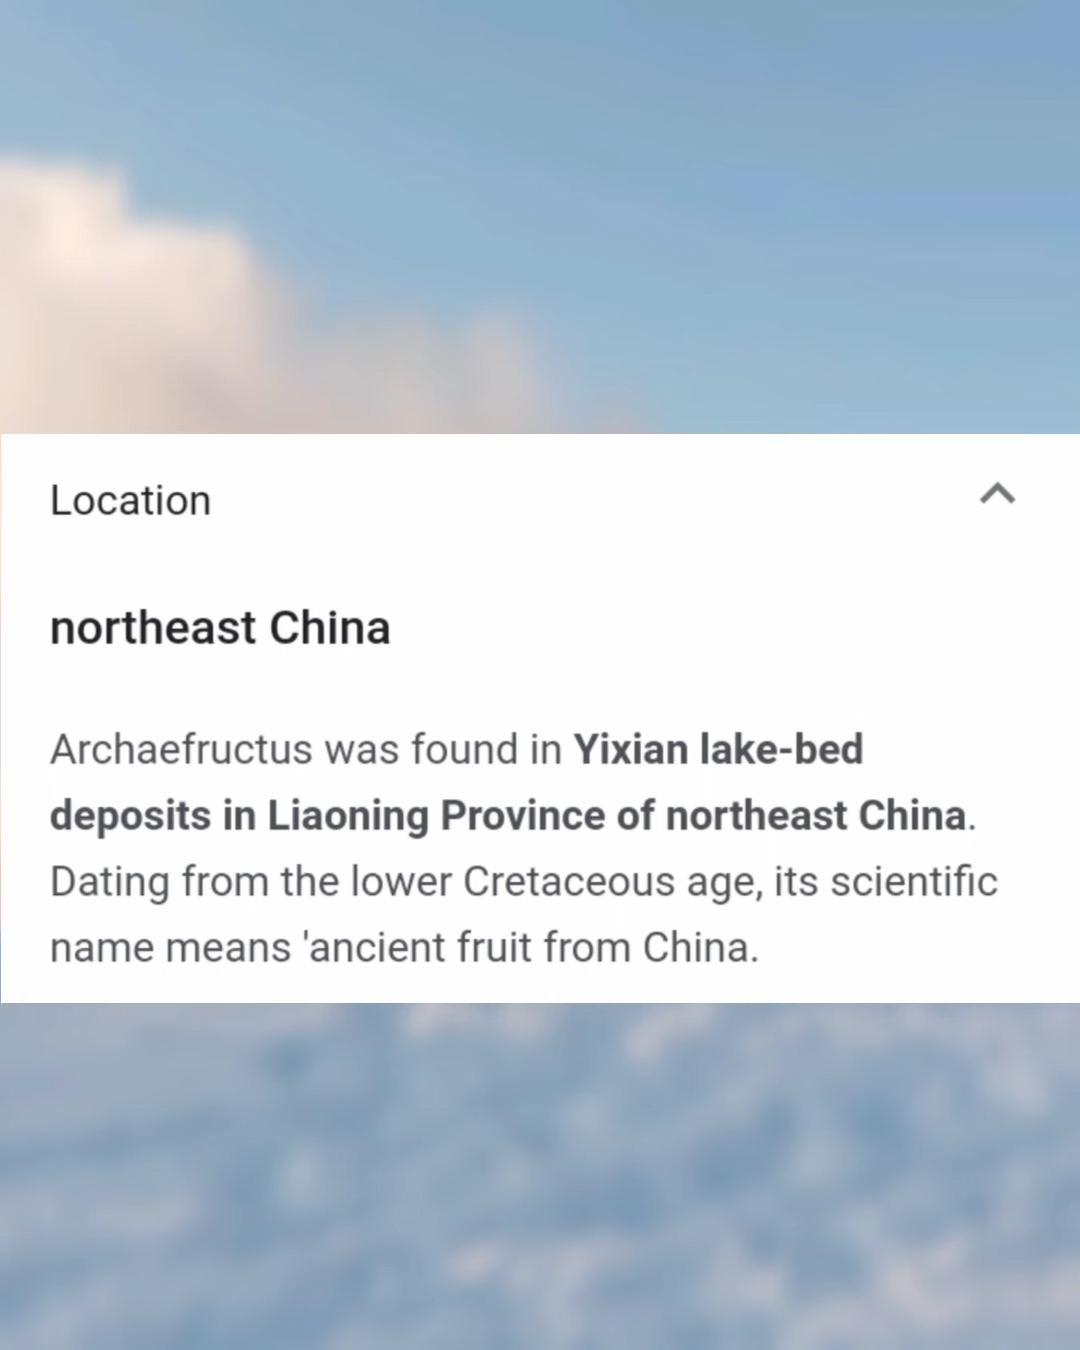 Location
northeast China
Archaefructus was found in Yixian lake-bed
deposits in Liaoning Province of northeast China.
Dating from the lower Cretaceous age, its scientific
name means 'ancient fruit from China.